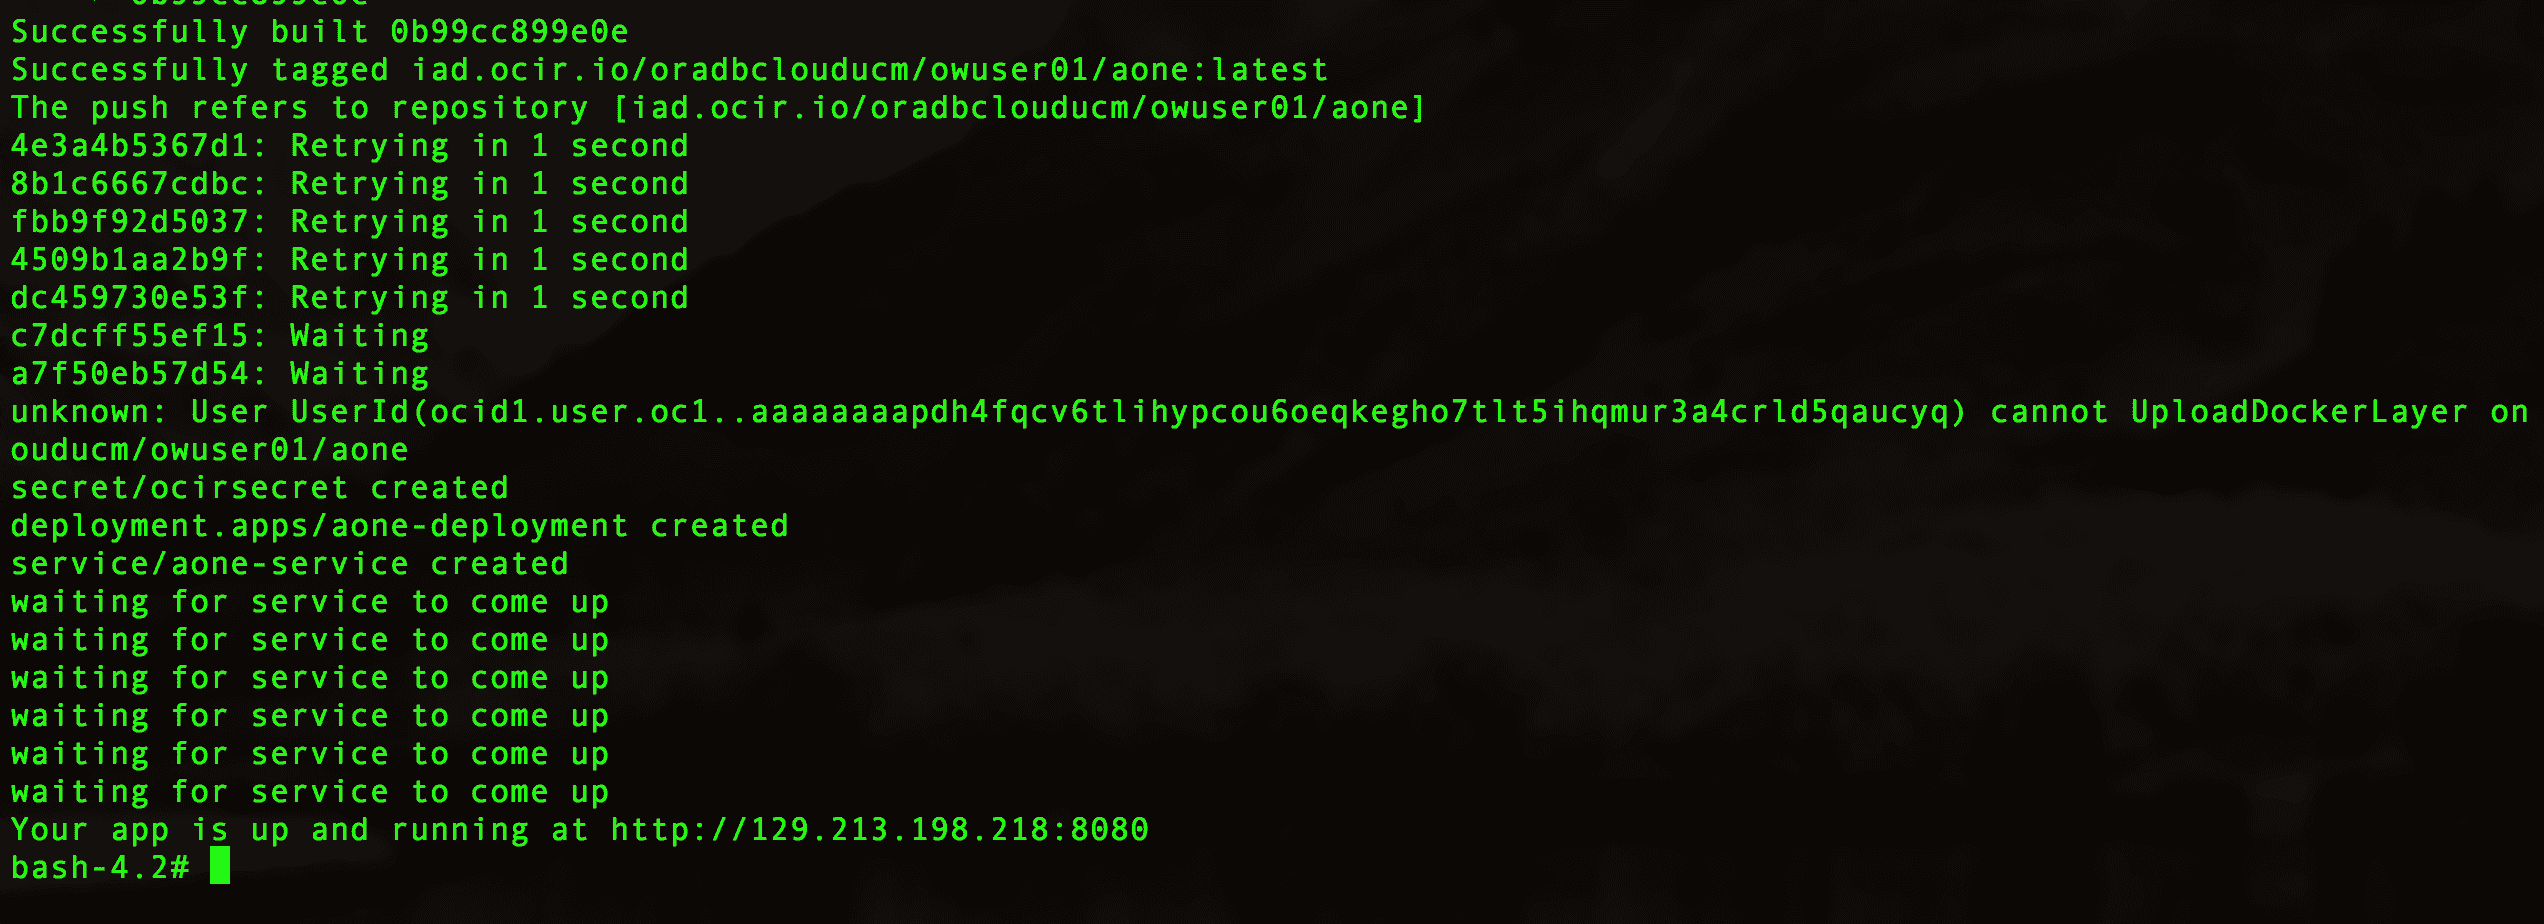 Successfully built 0b99cc899e0e
Successfully tagged iad.ocir.io/oradbclouducm/owuser01/aone:latest
The push refers to repository [iad.ocir.io/oradbclouducm/owuser01/aone]
4e3a4b5367d1: Retrying in 1 second
8b1c6667cdbc: Retrying in 1 second
fbb9f92d5037: Retrying in 1 second
4509b1aa2b9f: Retrying in 1 second
dc459730e53f: Retrying in 1 second
c7dcff55ef15: Waiting
a7f50eb57d54: Waiting
unknown: User UserId(ocid1.user.oc1..aaaaaaaapdh4fqcv6tlihypcou6oeqkegho7tlt5ihqmur3a4crld5qaucyq) cannot UploadDockerLayer on
ouducm/owuser01/aone
secret/ocirsecret created
deployment.apps/aone-deployment created
service/aone-service created
waiting for service to come up
waiting for service to come up
waiting for service to come up
waiting for service to come up
waiting for service to come up
waiting for service to come up
Your app is up and running at http://129.213.198.218:8080
bash-4.2#